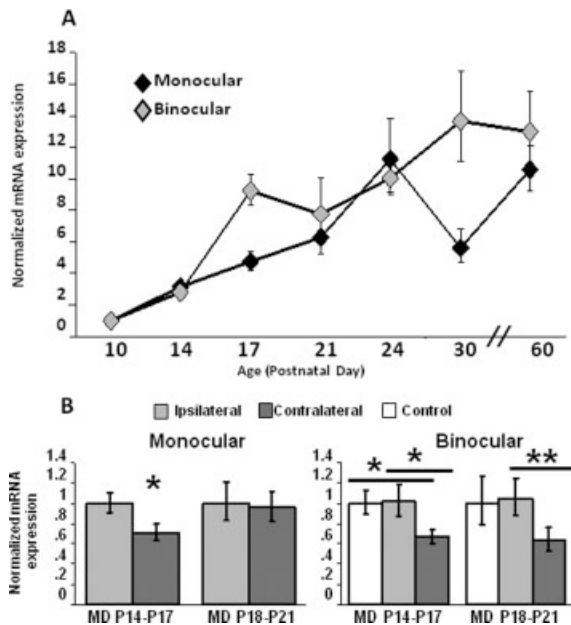 A
Normalized mRNA expression
18
16
14
12
10
8
6
4
2
0
Monocular
Binocular
10 14 17 21 24 30 // 60
Age (Postnatal Day)
B
Ipsilateral Contralateral Control
Monocular
Binocular
Normalized mRNA
expression
1.4
1.2
1
.8
.6
.4
.2
0
*
MD P14-P17 MD P18-P21
1.4
1.2
1
.8
.6
.4
.2
0
* * **
MD P14-P17 MD P18-P21